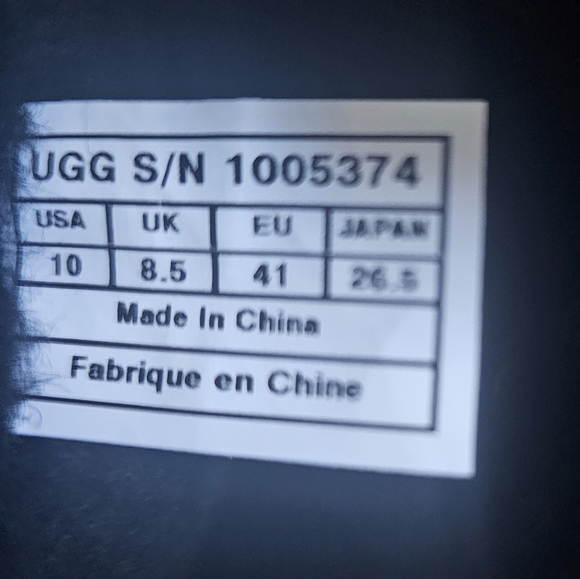 UGG S/N 1005374
USA UK EU JAPAN
10 8.5 41 26.5
Made In China
Fabrique en Chine